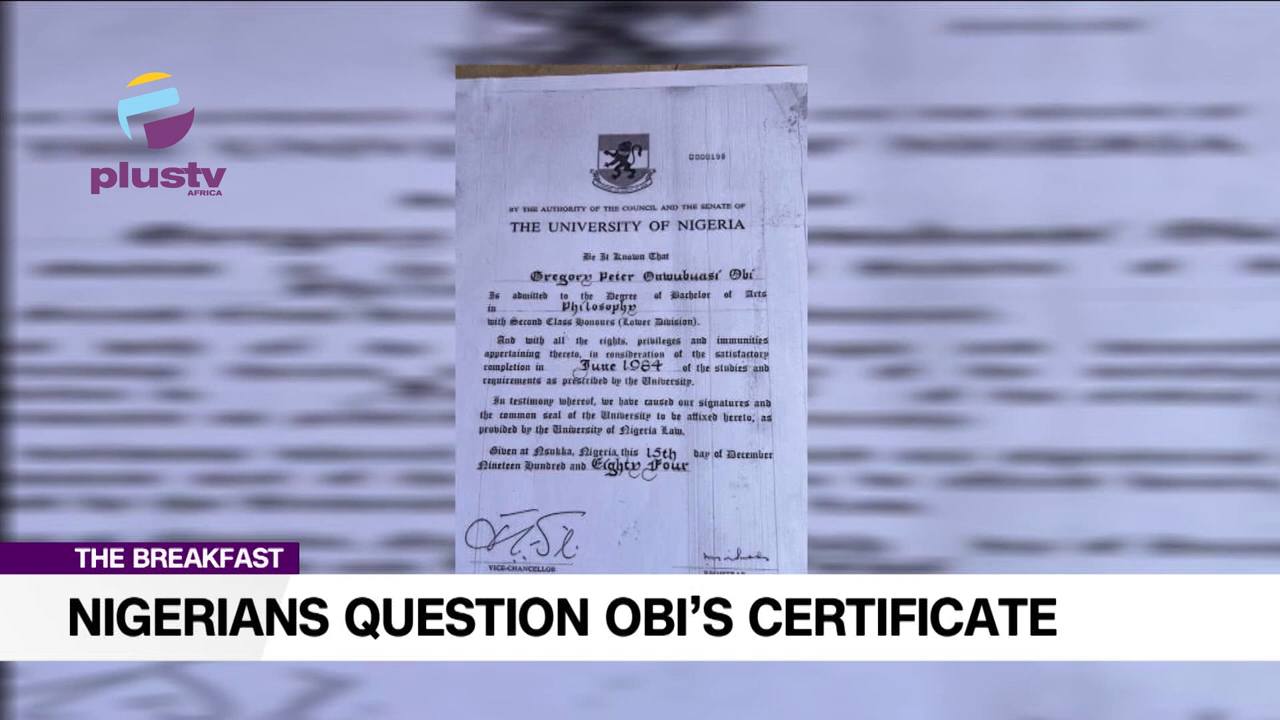 plustv
AFRICA
0000199
BY THE AUTHORITY OF THE COUNCIL AND THE SENATE OF
THE UNIVERSITY OF NIGERIA
Be It Known That
Gregory Peter Onwubuasi Obi
Is admitted to the Degree of Bachelor of Arts
in Philosophy
with Second Class Honours (Lower Division).
And with all the rights, privileges and immunities
appertaining thereto, in consideration of the satisfactory
completion in June 1984 of the studies and
requirements as prescribed by the University.
In testimony whereof, we have caused our signatures and
the common seal of the University to be affixed hereto, as
provided by the University of Nigeria Law.
Given at Nsukka, Nigeria, this 15th day of December
Nineteen Hundred and Eighty Four
VICE-CHANCELLOR
REGISTRAR
THE BREAKFAST
NIGERIANS QUESTION OBI'S CERTIFICATE